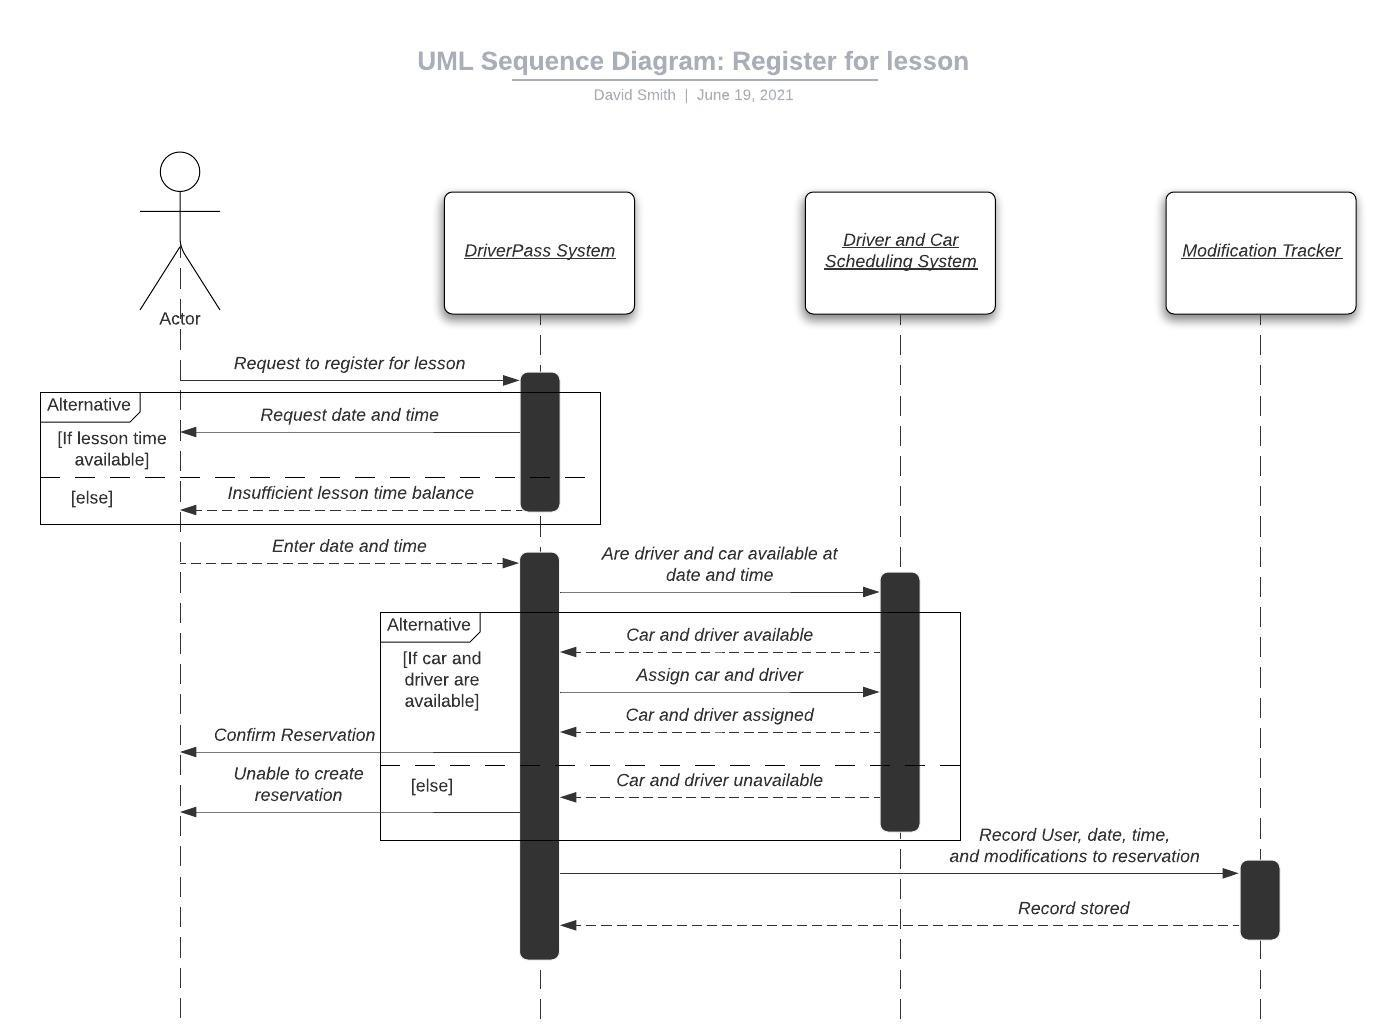 UML Sequence Diagram: Register for lesson
David Smith | June 19, 2021
DriverPass System
Driver and Car
Scheduling System
Modification Tracker
Actor
Request to register for lesson
Alternative
Request date and time
[If lesson time
available]
[else]
Insufficient lesson time balance
Enter date and time
Are driver and car available at
date and time
Alternative
Car and driver available
[If car and
driver are
available]
Assign car and driver
Car and driver assigned
Confirm Reservation
Unable to create
reservation
[else]
Car and driver unavailable
Record User, date, time,
and modifications to reservation
Record stored